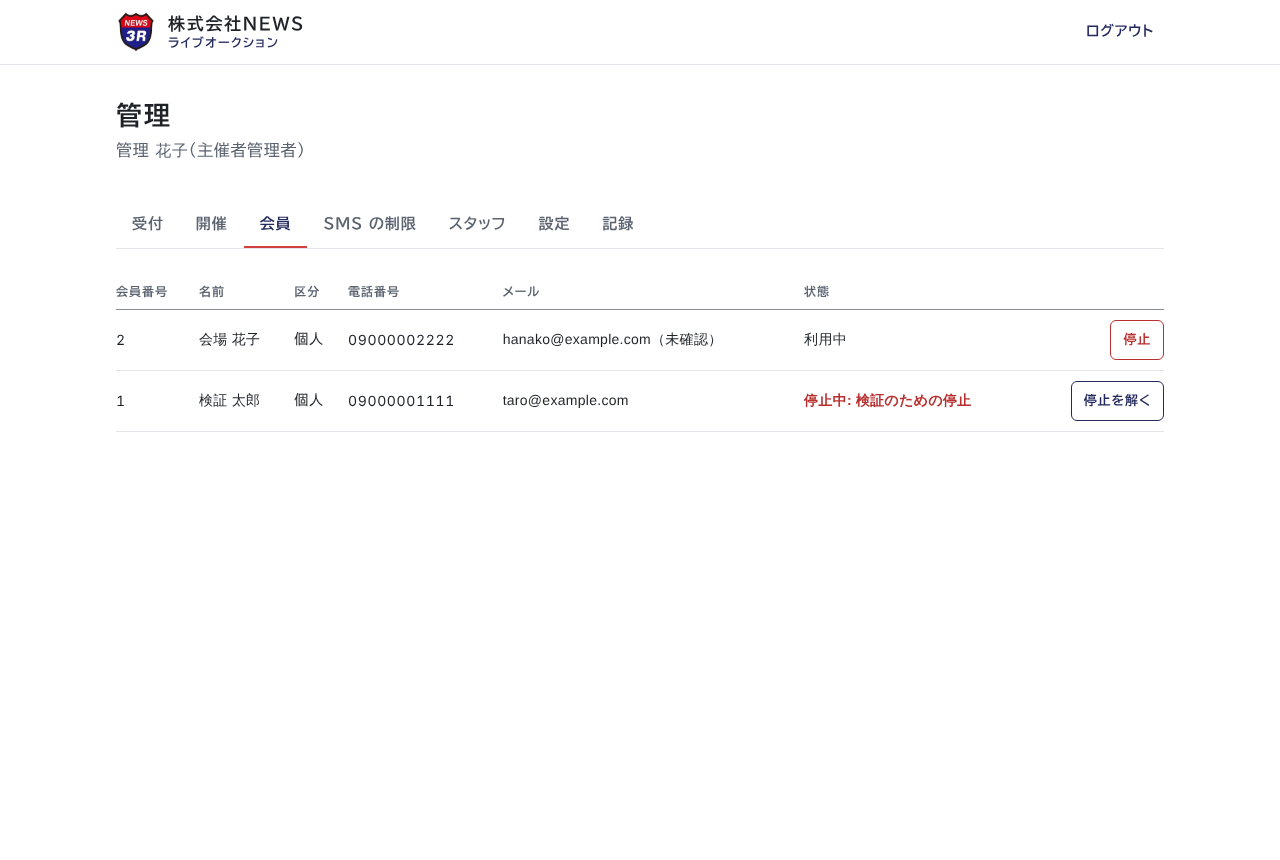 NEWS
3R
株式会社NEWS
ライブオークション
ログアウト
管理
管理 花子(主催者管理者)
受付 開催 会員 SMS の制限 スタッフ 設定 記録
会員番号 名前 区分 電話番号 メール 状態
2 会場 花子 個人 09000002222 hanako@example.com（未確認） 利用中 停止
1 検証 太郎 個人 09000001111 taro@example.com 停止中: 検証のための停止 停止を解く